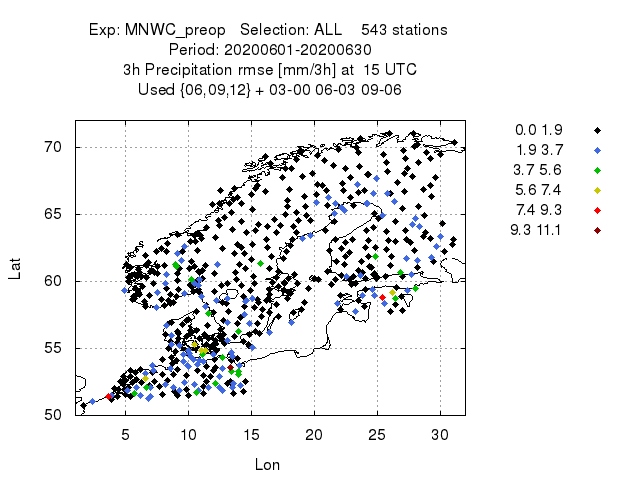 Exp: MNWC_preop   Selection: ALL    543 stations
Period: 20200601-20200630
3h Precipitation rmse [mm/3h] at  15 UTC
Used {06,09,12} + 03-00 06-03 09-06
70
65
60
55
50
5 10 15 20 25 30
Lat
Lon
0.0 1.9
1.9 3.7
3.7 5.6
5.6 7.4
7.4 9.3
9.3 11.1